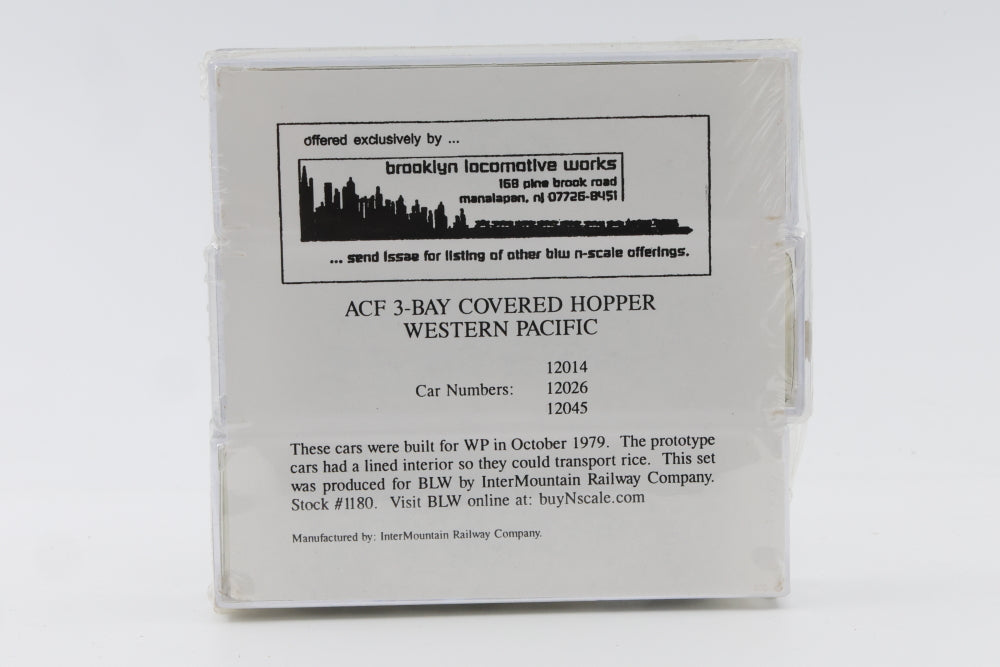 offered exclusively by ...
brooklyn locomotive works
168 pine brook road
manalapan, nj 07726-8451
... send lssae for listing of other blw n-scale offerings.
ACF 3-BAY COVERED HOPPER
WESTERN PACIFIC
12014
Car Numbers: 12026
12045
These cars were built for WP in October 1979. The prototype
cars had a lined interior so they could transport rice. This set
was produced for BLW by InterMountain Railway Company.
Stock #1180. Visit BLW online at: buyNscale.com
Manufactured by: InterMountain Railway Company.